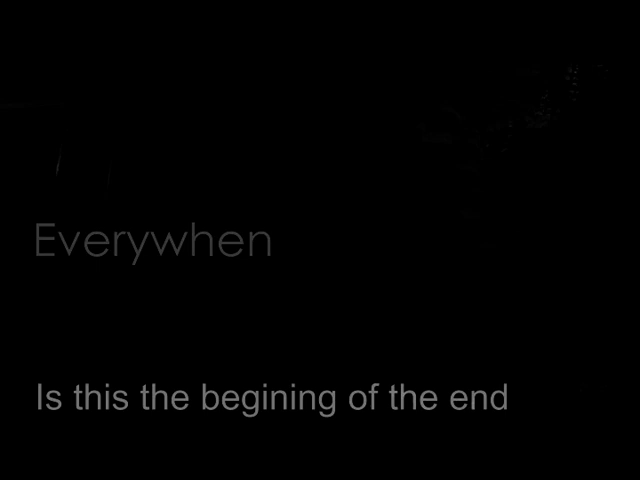 Everywhen
Is this the begining of the end